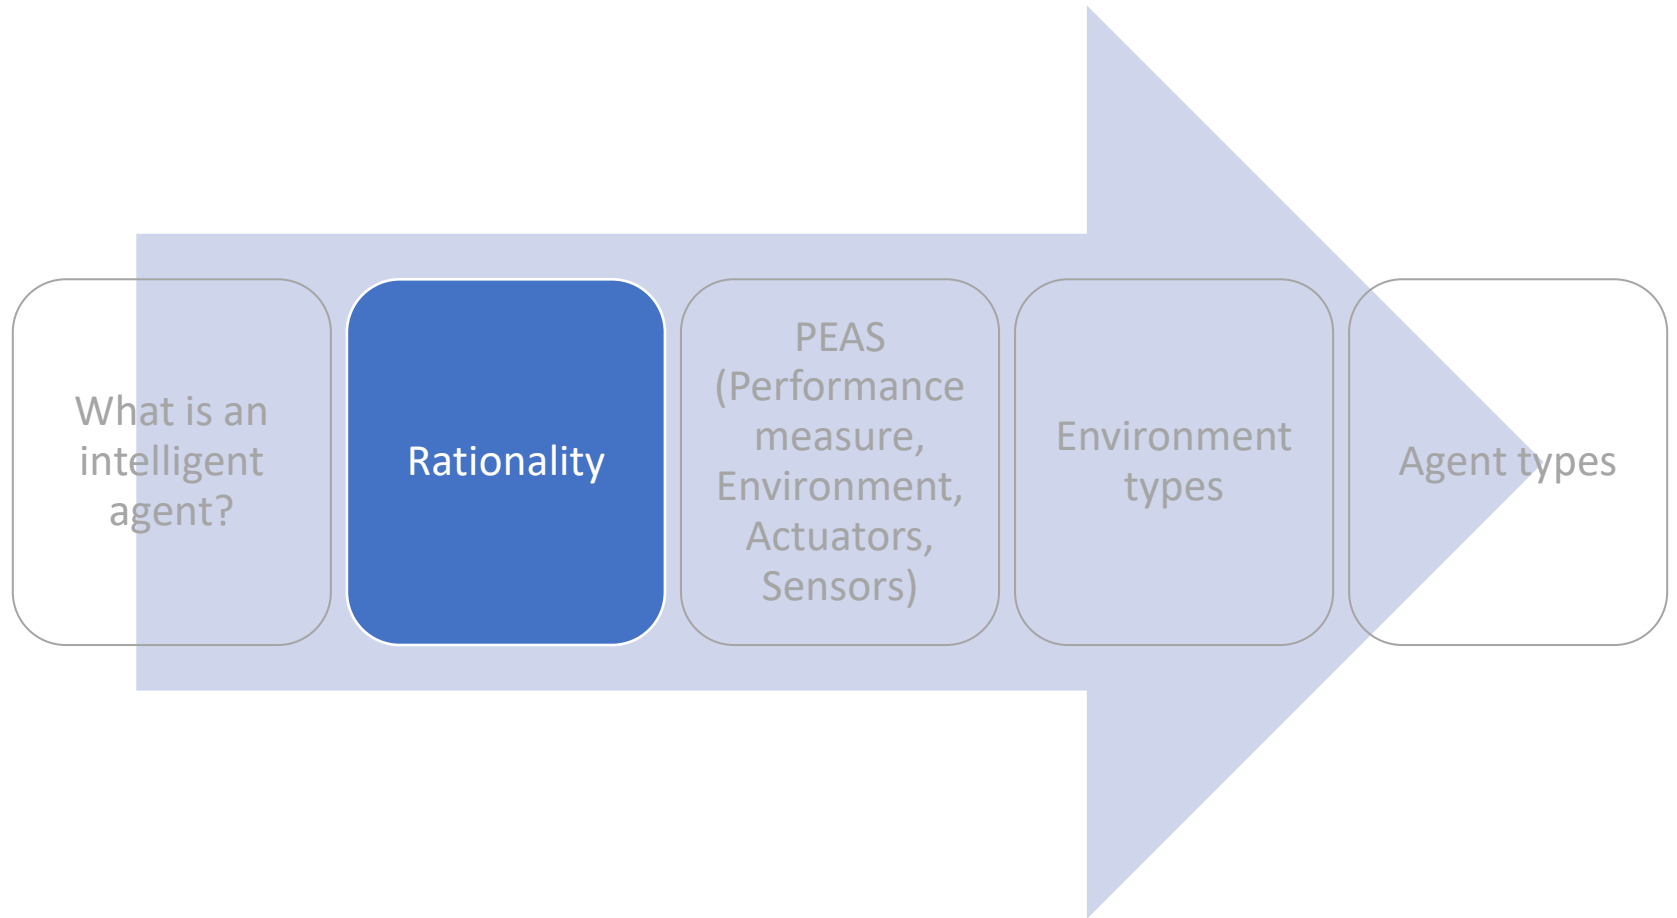 What is an
intelligent
agent?
Rationality
PEAS
(Performance
measure,
Environment,
Actuators,
Sensors)
Environment
types
Agent types